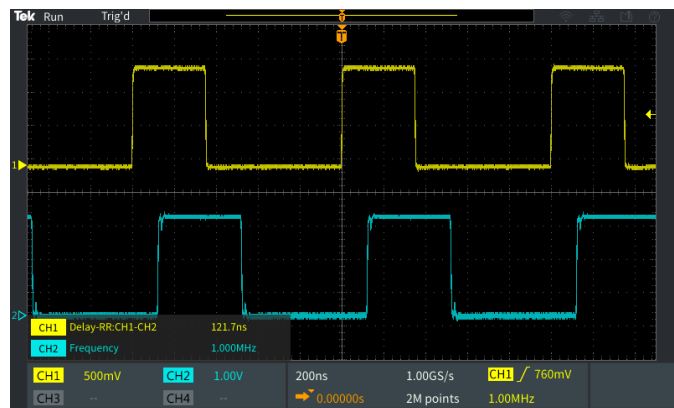 Tek Run Trig'd
T
T
1
2
CH1 Delay-RR:CH1-CH2 121.7ns
CH2 Frequency 1.000MHz
CH1 500mV CH2 1.00V 200ns 1.00GS/s CH1 760mV
CH3 -- CH4 -- 0.00000s 2M points 1.00MHz